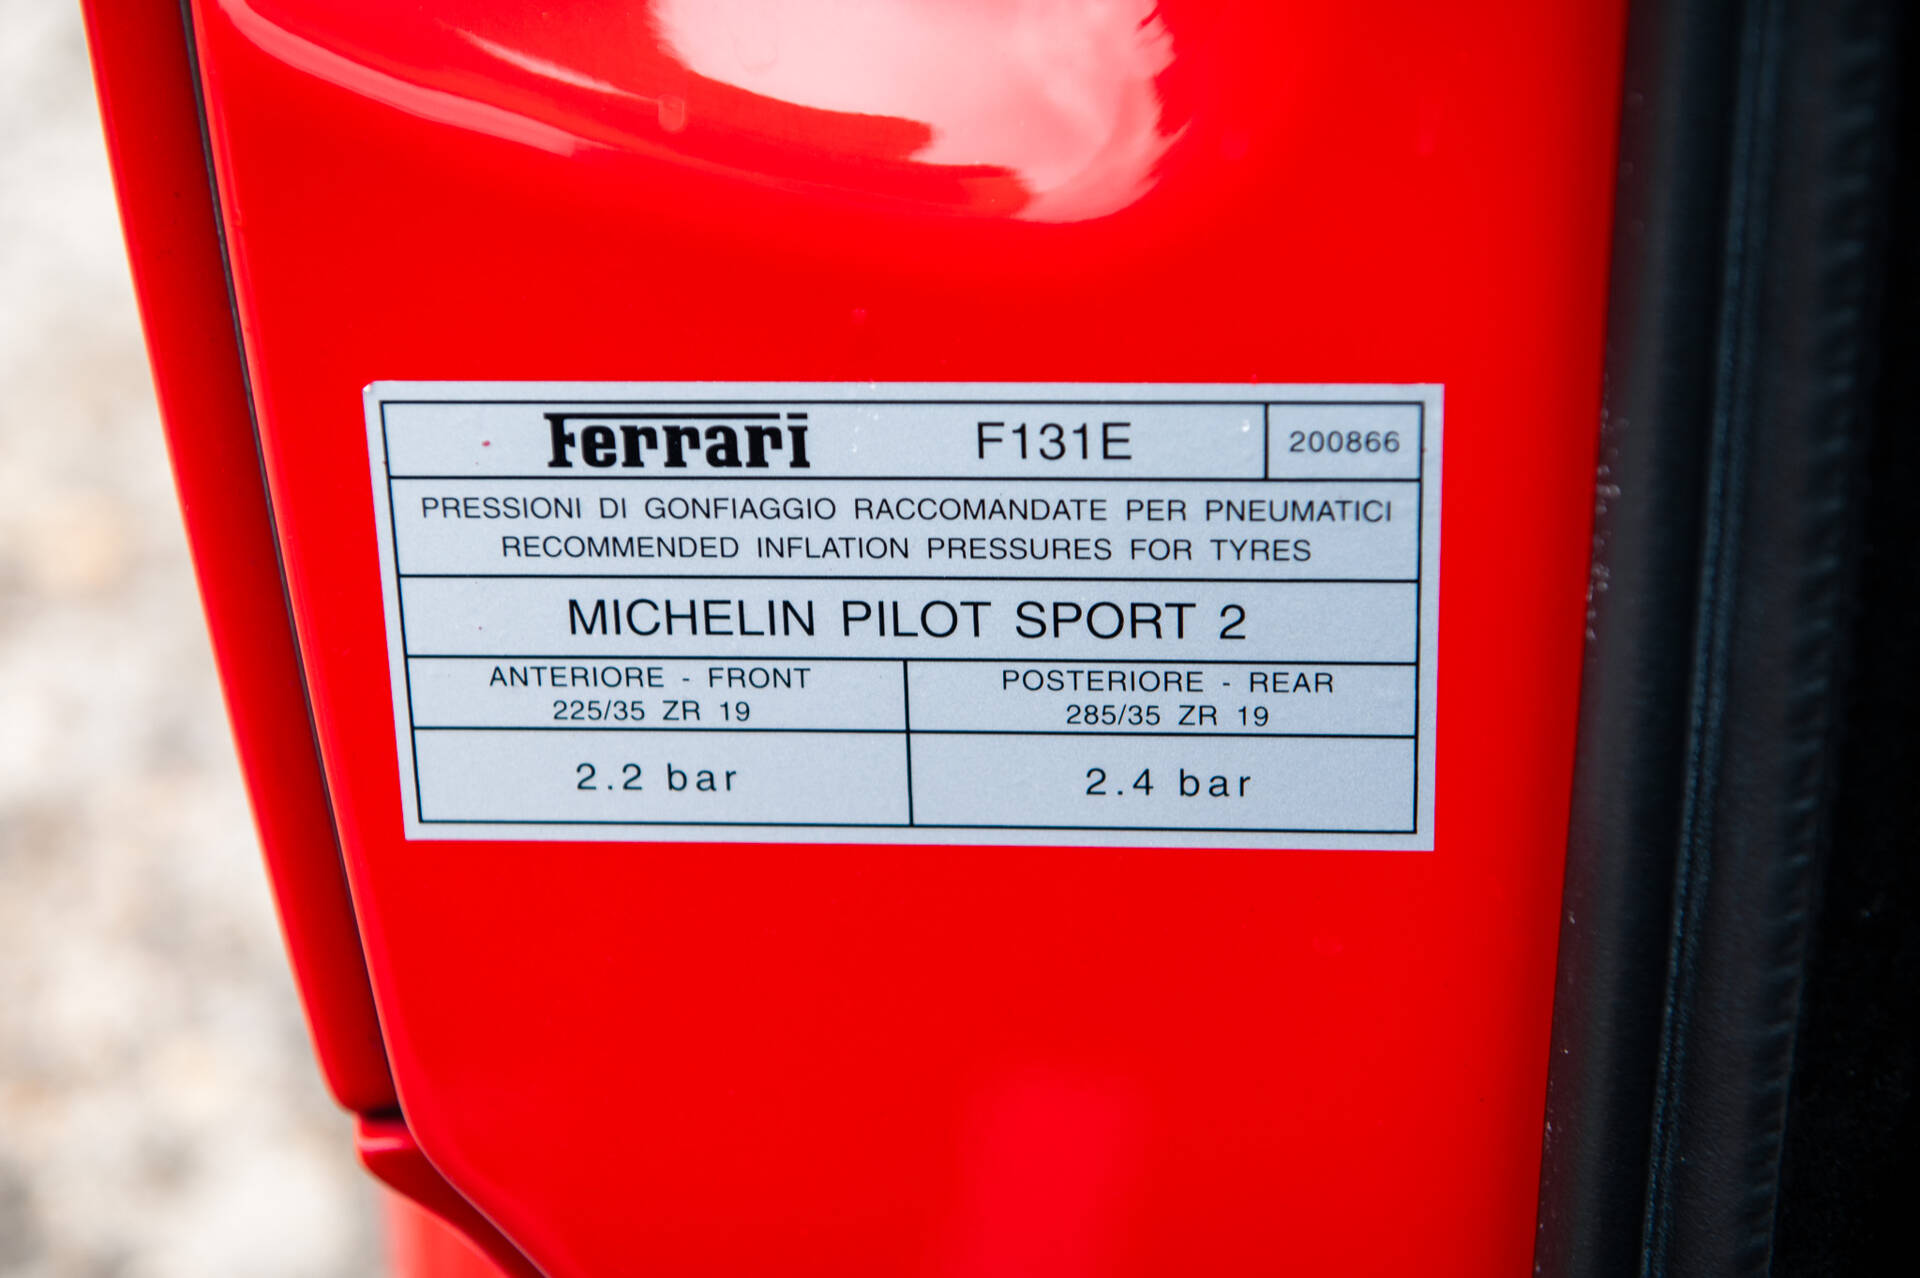 Ferrari F131E 200866
PRESSIONI DI GONFIAGGIO RACCOMANDATE PER PNEUMATICI
RECOMMENDED INFLATION PRESSURES FOR TYRES
MICHELIN PILOT SPORT 2
ANTERIORE - FRONT
225/35 ZR 19
POSTERIORE - REAR
285/35 ZR 19
2.2 bar
2.4 bar